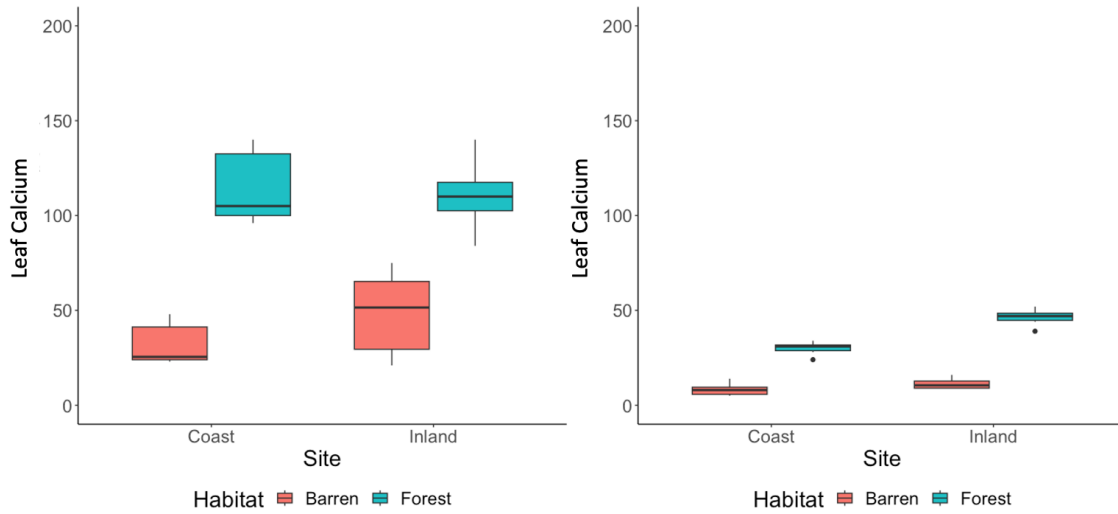 200
150
100
50
0
Leaf Calcium
Coast
Inland
Site
Habitat Barren Forest
200
150
100
50
0
Leaf Calcium
Coast
Inland
Site
Habitat Barren Forest